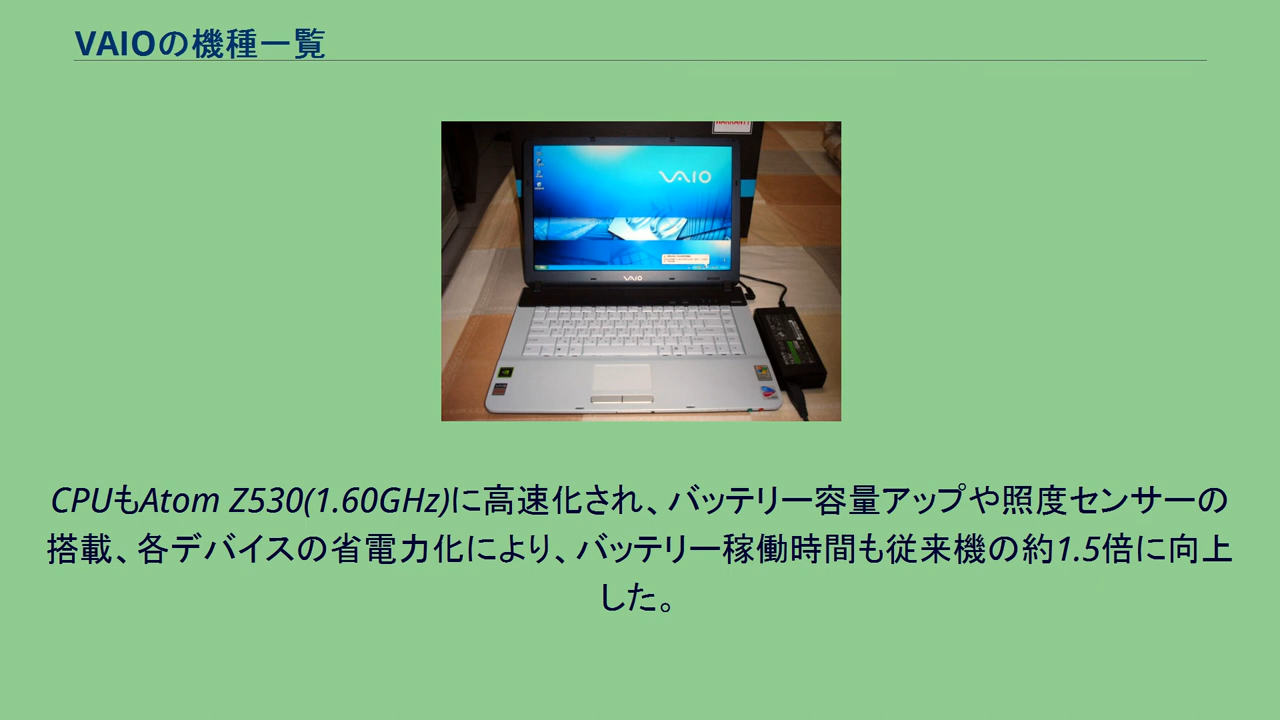 VAIOの機種一覧
VAIO
VAIO
CPUもAtom Z530(1.60GHz)に高速化され、バッテリー容量アップや照度センサーの
搭載、各デバイスの省電力化により、バッテリー稼働時間も従来機の約1.5倍に向上
した。